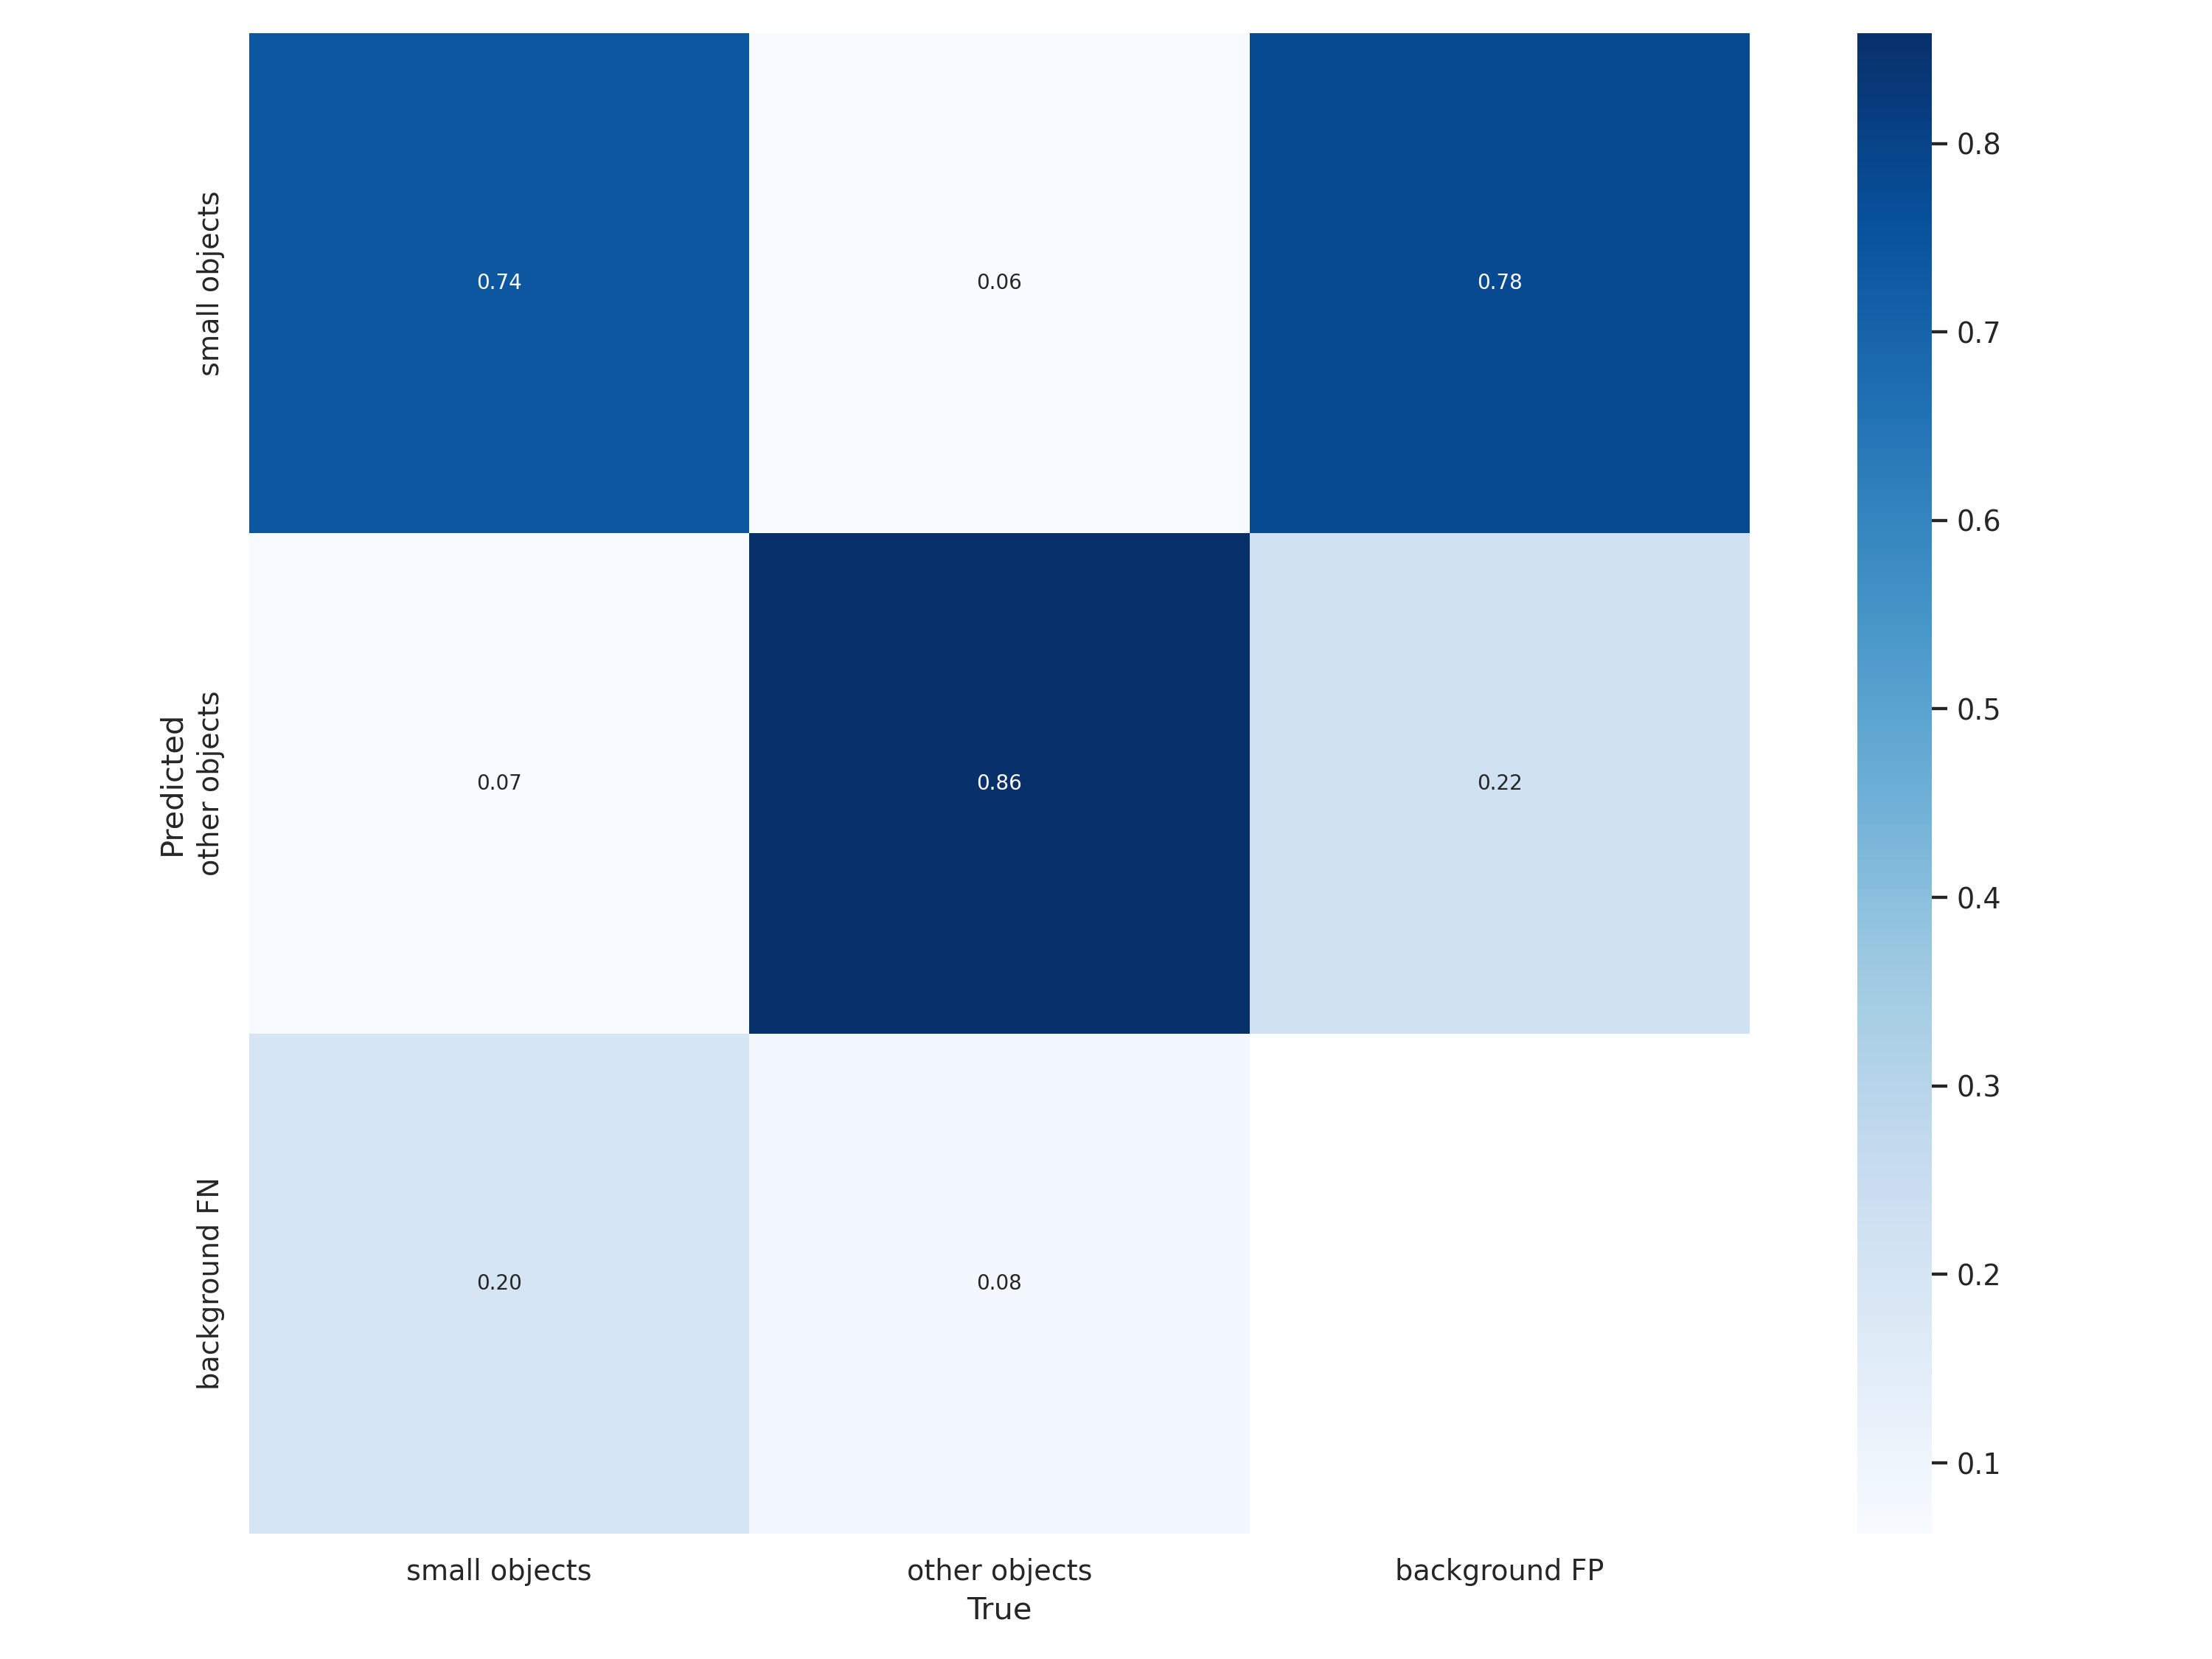 small objects
0.74
0.06
0.78
Predicted
other objects
0.07
0.86
0.22
background FN
0.20
0.08
small objects
other objects
background FP
True
0.8
0.7
0.6
0.5
0.4
0.3
0.2
0.1